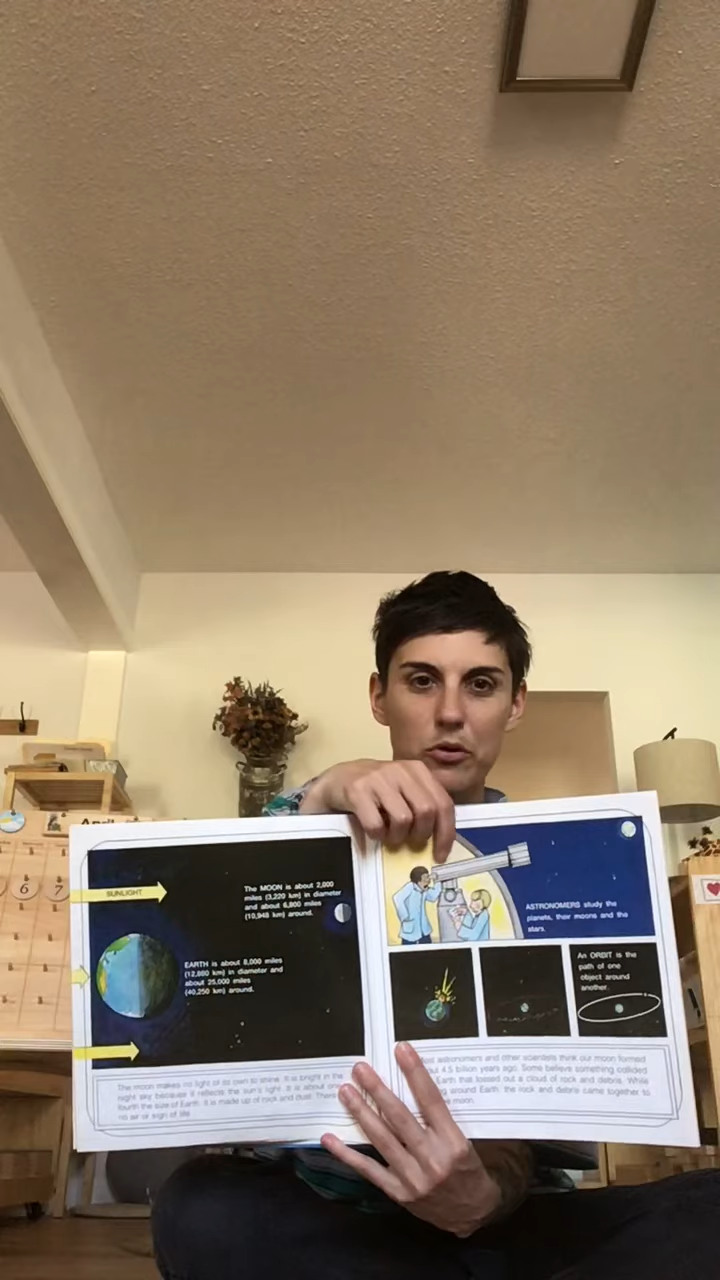 April
6 7
SUNLIGHT
The MOON is about 2,000
miles (3,220 km) in diameter
and about 6,800 miles
(10,948 km) around.
EARTH is about 8,000 miles
(12,880 km) in diameter and
about 25,000 miles
(40,250 km) around.
The moon makes no light of its own to shine. It is bright in the
night sky because it reflects the sun's light. It is about one
fourth the size of Earth. It is made up of rock and dust. There
no air or sign of life.
ASTRONOMERS study the
planets, their moons and the
stars.
An ORBIT is the
path of one
object around
another.
astronomers and other scientists think our moon formed
4.5 billion years ago. Some believe something collided
Earth that tossed out a cloud of rock and debris. While
around Earth, the rock and debris came together to
moon.